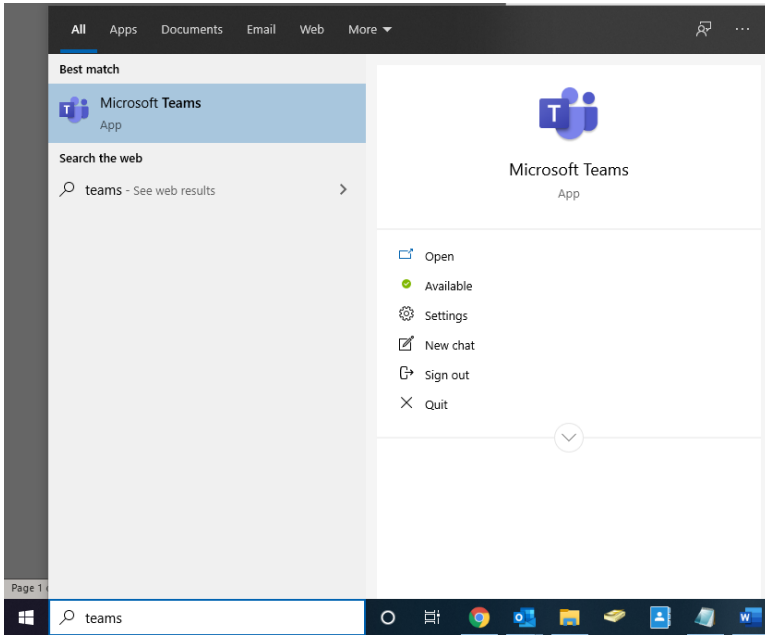 All Apps Documents Email Web More
Best match
Microsoft Teams
App
Search the web
teams - See web results
T
Microsoft Teams
App
Open
Available
Settings
New chat
Sign out
Quit
Page 1
teams